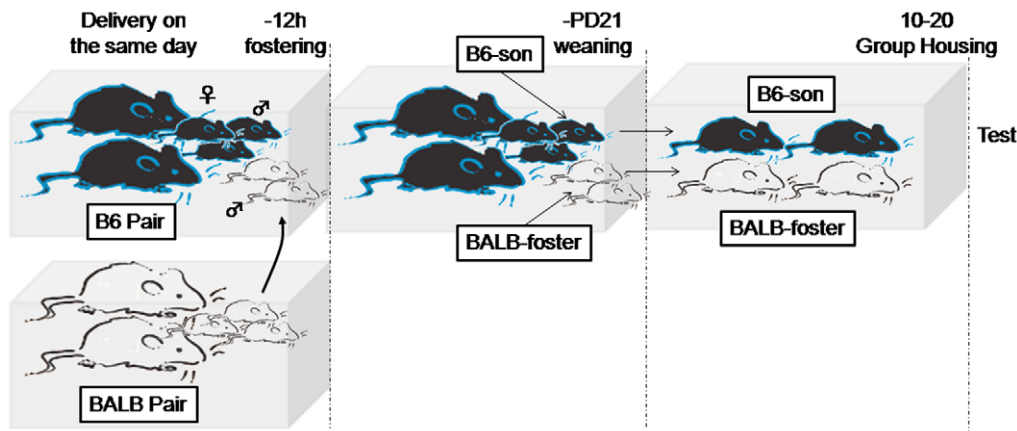 Delivery on
the same day
-12h
fostering
-PD21
weaning
10-20
Group Housing
♀
♂
♂
B6 Pair
BALB Pair
B6-son
BALB-foster
B6-son
BALB-foster
Test